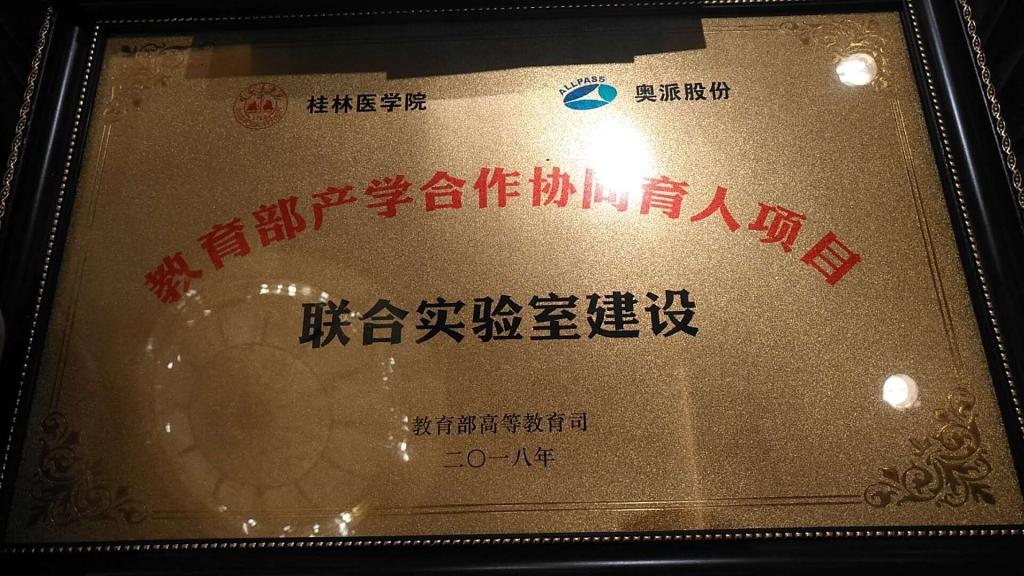 桂林医学院
ALLPASS 奥派股份
教育部产学合作协同育人项目
联合实验室建设
教育部高等教育司
二〇一八年